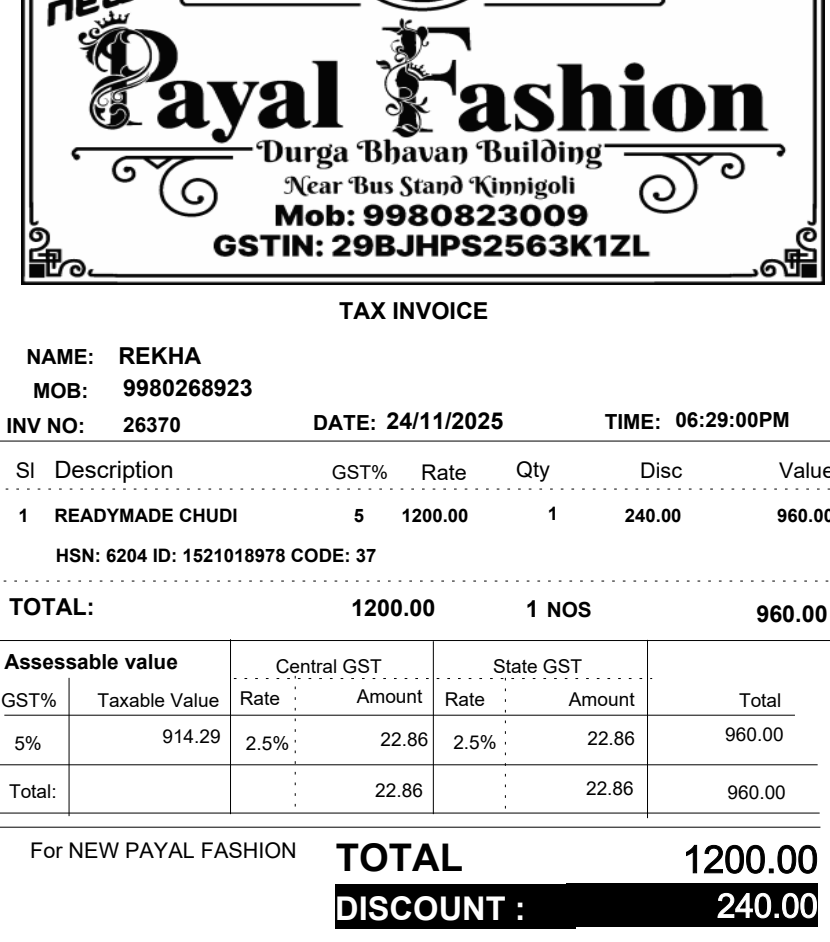 new
Payal Fashion
Durga Bhavan Building
Near Bus Stand Kinnigoli
Mob: 9980823009
GSTIN: 29BJHPS2563K1ZL
TAX INVOICE
NAME: REKHA
MOB: 9980268923
INV NO: 26370 DATE: 24/11/2025 TIME: 06:29:00PM
Sl Description GST% Rate Qty Disc Value
1 READYMADE CHUDI 5 1200.00 1 240.00 960.00
HSN: 6204 ID: 1521018978 CODE: 37
TOTAL: 1200.00 1 NOS 960.00
Assessable value Central GST State GST
GST% Taxable Value Rate Amount Rate Amount Total
5% 914.29 2.5% 22.86 2.5% 22.86 960.00
Total: 22.86 22.86 960.00
For NEW PAYAL FASHION TOTAL 1200.00
DISCOUNT : 240.00